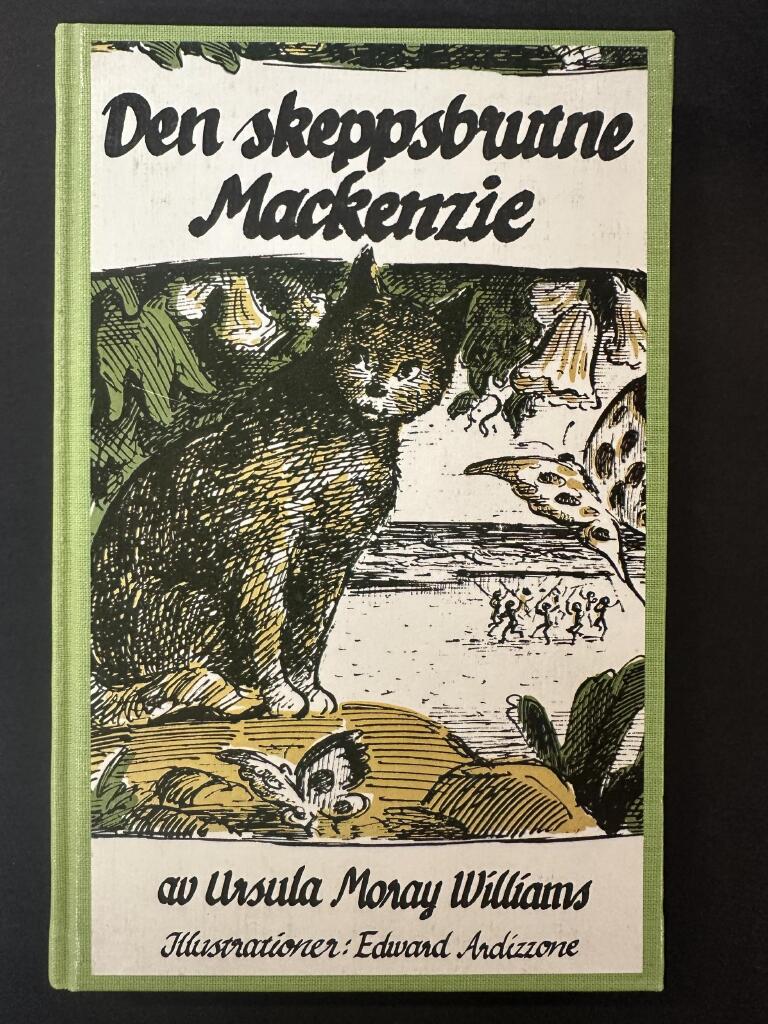 Den skeppsbrutne
Mackenzie
av Ursula Moray Williams
Illustrationer: Edward Ardizzone